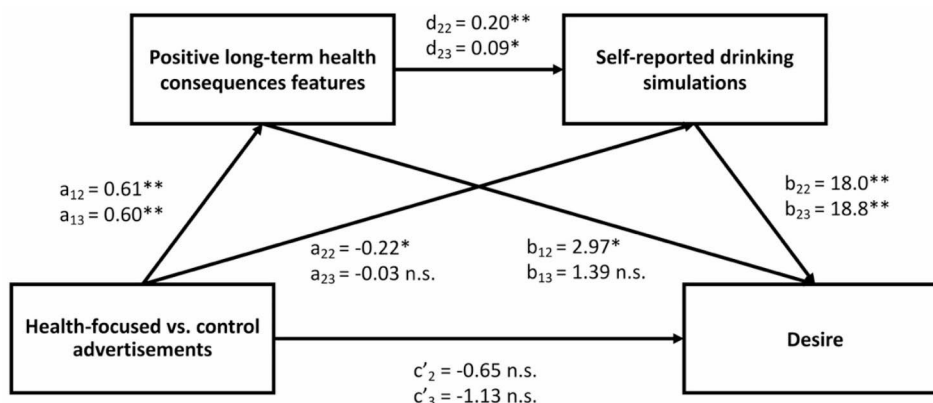 d₂₂ = 0.20**
d₂₃ = 0.09*
Positive long-term health
consequences features
Self-reported drinking
simulations
a₁₂ = 0.61**
a₁₃ = 0.60**
b₂₂ = 18.0**
b₂₃ = 18.8**
a₂₂ = -0.22*
a₂₃ = -0.03 n.s.
b₁₂ = 2.97*
b₁₃ = 1.39 n.s.
Health-focused vs. control
advertisements
Desire
c’₂ = -0.65 n.s.
c’₃ = -1.13 n.s.